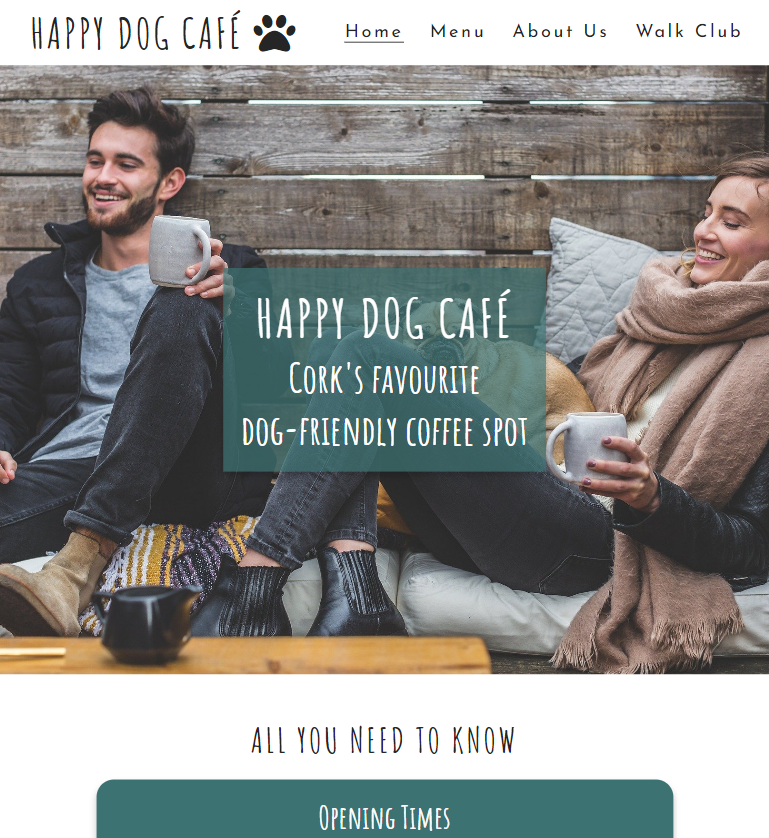 HAPPY DOG CAFÉ
Home Menu About Us Walk Club
HAPPY DOG CAFÉ
Cork's favourite
dog-friendly coffee spot
ALL YOU NEED TO KNOW
Opening Times